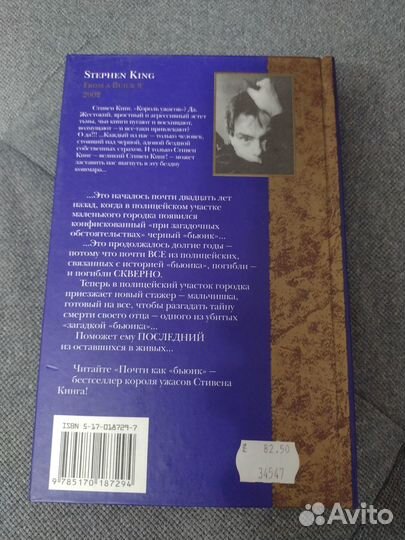 STEPHEN KING
FROM A BUICK 8
2002
Стивен Кинг. «Король ужасов»? Да.
Жестокий, яростный и агрессивный эстет
тьмы, чьи книги пугают и восхищают,
возмущают — и все-таки привлекают?
О да!!! ...Каждый из нас — только человек,
стоящий над черной, адовой бездной
собственных страхов. И только Стивен
Кинг — великий Стивен Кинг! — может
заставить нас шагнуть в эту бездну
кошмара...
...Это началось почти двадцать лет
назад, когда в полицейском участке
маленького городка появился
конфискованный «при загадочных
обстоятельствах» черный «бьюик»...
...Это продолжалось долгие годы —
потому что почти ВСЕ из полицейских,
связанных с историей «бьюика», погибли —
и погибли СКВЕРНО.
Теперь в полицейский участок городка
приезжает новый стажер — мальчишка,
готовый на все, чтобы разгадать тайну
смерти своего отца — одного из убитых
«загадкой «бьюика»...
Поможет ему ПОСЛЕДНИЙ
из оставшихся в живых...
Читайте «Почти как «бьюик» —
бестселлер короля ужасов Стивена
Кинга!
ISBN 5-17-018729-7
9 785170 187294
82.50
34547
Avito